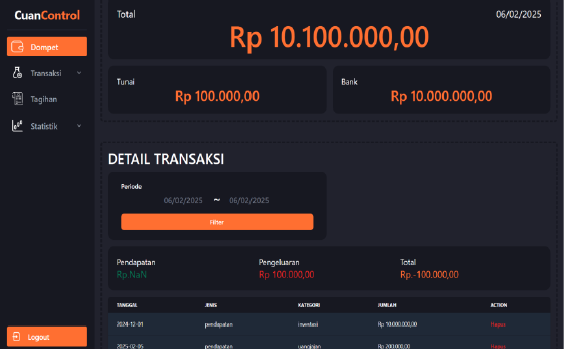 CuanControl
Dompet
Transaksi
Tagihan
Statistik
Logout
Total
06/02/2025
Rp 10.100.000,00
Tunai
Rp 100.000,00
Bank
Rp 10.000.000,00
DETAIL TRANSAKSI
Periode
06/02/2025 ~ 06/02/2025
Filter
Pendapatan Pengeluaran Total
Rp.NaN Rp 100.000,00 Rp.-100.000,00
TANGGAL JENIS KATEGORI JUMLAH ACTION
2024-12-01 pendapatan investasi Rp 10.000.000,00 Hapus
2025-02-05 pendapatan Rp 200.000,00 Hapus